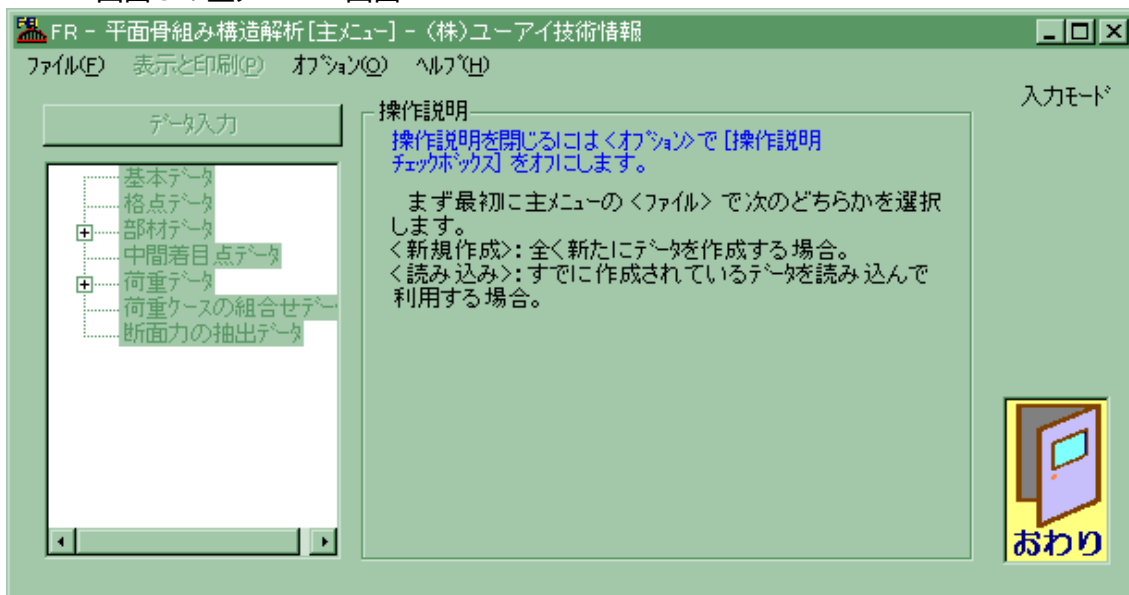 FR - 平面骨組み構造解析 [主ﾒﾆｭｰ] - (株)ユーアイ技術情報
ﾌｧｲﾙ(F) 表示と印刷(P) ｵﾌﾟｼｮﾝ(O) ﾍﾙﾌﾟ(H)
入力ﾓｰﾄﾞ
ﾃﾞｰﾀ入力
基本ﾃﾞｰﾀ
格点ﾃﾞｰﾀ
部材ﾃﾞｰﾀ
中間着目点ﾃﾞｰﾀ
荷重ﾃﾞｰﾀ
荷重ｹｰｽの組合せﾃﾞｰ
断面力の抽出ﾃﾞｰﾀ
操作説明
操作説明を閉じるには<ｵﾌﾟｼｮﾝ>で [操作説明
ﾁｪｯｸﾎﾞｯｸｽ] をｵﾌにします。
まず最初に主ﾒﾆｭｰの <ﾌｧｲﾙ> で次のどちらかを選択
します。
<新規作成>: 全く新たにﾃﾞｰﾀを作成する場合。
<読み込み>: すでに作成されているﾃﾞｰﾀを読み込んで
利用する場合。
おわり